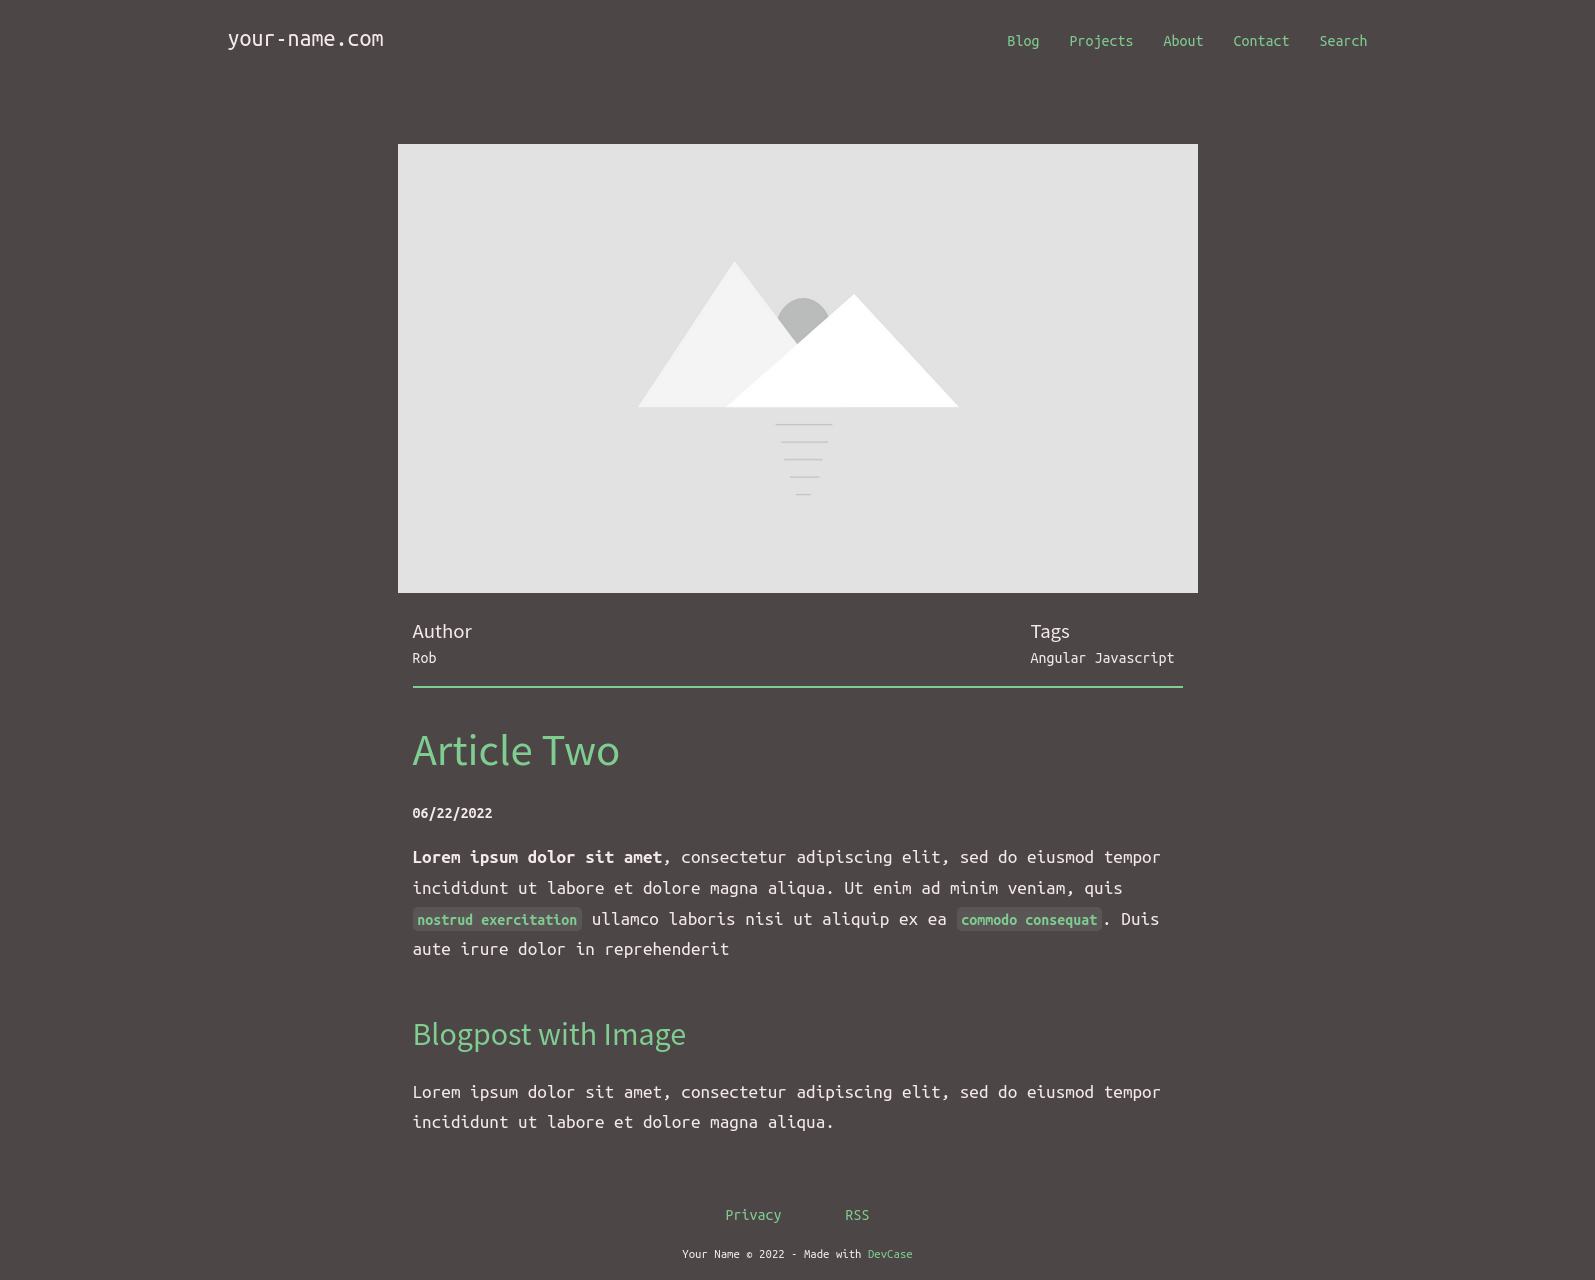 your-name.com
Blog Projects About Contact Search
Author
Rob
Tags
Angular Javascript
Article Two
06/22/2022
Lorem ipsum dolor sit amet, consectetur adipiscing elit, sed do eiusmod tempor
incididunt ut labore et dolore magna aliqua. Ut enim ad minim veniam, quis
nostrud exercitation ullamco laboris nisi ut aliquip ex ea commodo consequat. Duis
aute irure dolor in reprehenderit
Blogpost with Image
Lorem ipsum dolor sit amet, consectetur adipiscing elit, sed do eiusmod tempor
incididunt ut labore et dolore magna aliqua.
Privacy RSS
Your Name © 2022 - Made with DevCase